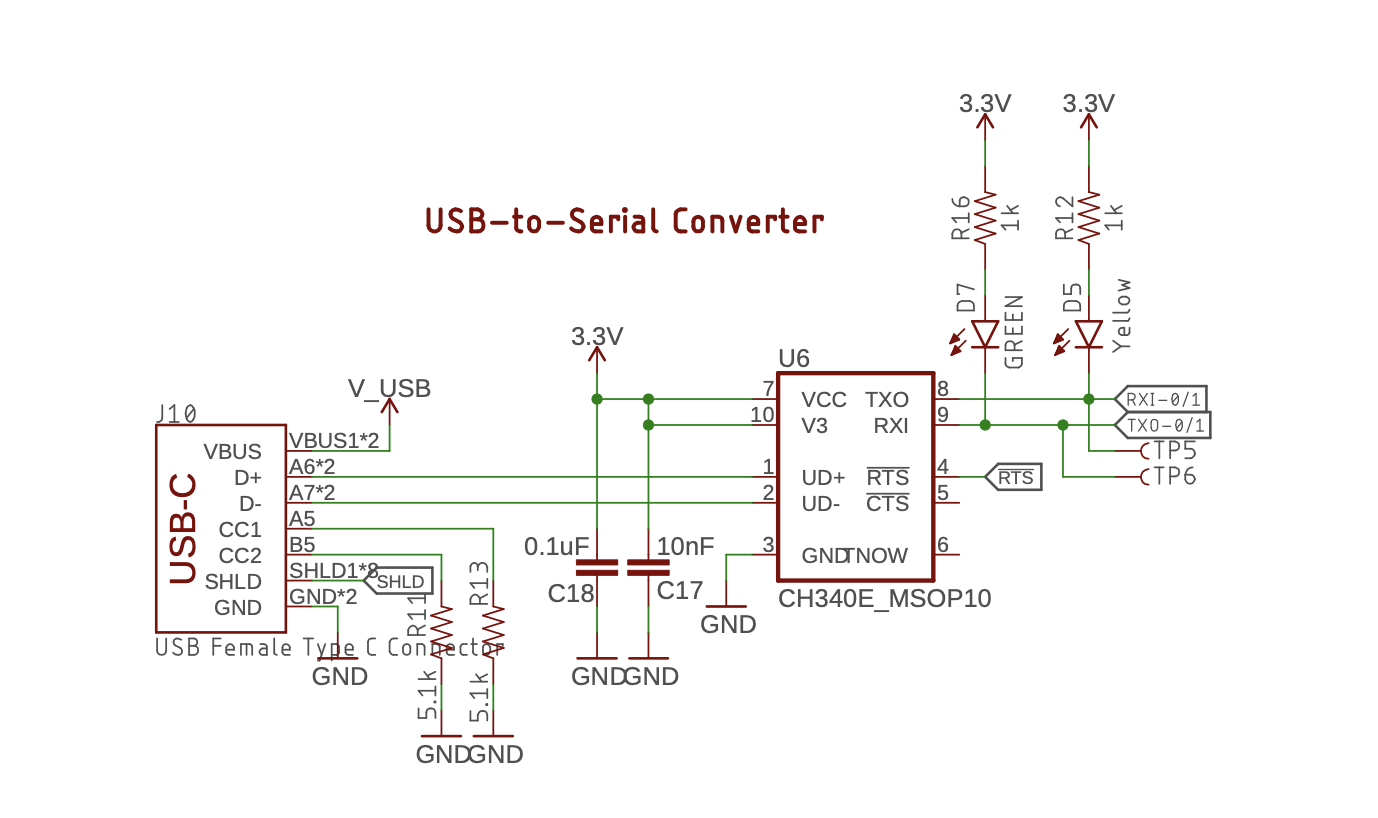 3.3V 3.3V
R16 1k R12 1k
USB-to-Serial Converter
D7 GREEN D5 Yellow
3.3V
U6
V_USB
J10
7 VCC TXO 8 RXI-0/1
10 V3 RXI 9 TXO-0/1
VBUS VBUS1*2 TP5
D+ A6*2 1 UD+ RTS 4 RTS TP6
D- A7*2 2 UD- CTS 5
USB-C
CC1 A5
CC2 B5 0.1uF 10nF 3 GND TNOW 6
SHLD SHLD1*8 SHLD R13 C18 C17
GND GND*2 R11 CH340E_MSOP10
GND
USB Female Type C Connector
GND 5.1k 5.1k GND GND
GND GND